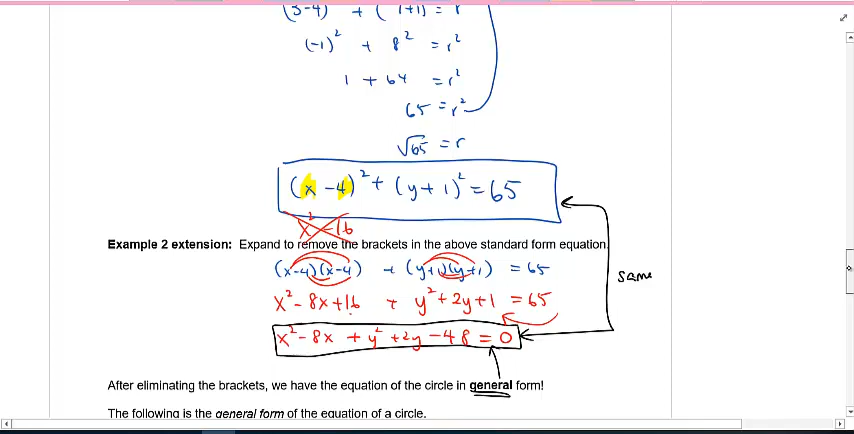 (3-4) + ( 7+1) = r
(-1)² + 8² = r²
1 + 64 = r²
65 = r²
√65 = r
(x - 4)² + (y + 1)² = 65
x² - 16
Example 2 extension: Expand to remove the brackets in the above standard form equation.
(x-4)(x-4) + (y+1)(y+1) = 65
same
x² - 8x + 16 + y² + 2y + 1 = 65
x² - 8x + y² + 2y - 48 = 0
After eliminating the brackets, we have the equation of the circle in general form!
The following is the general form of the equation of a circle.